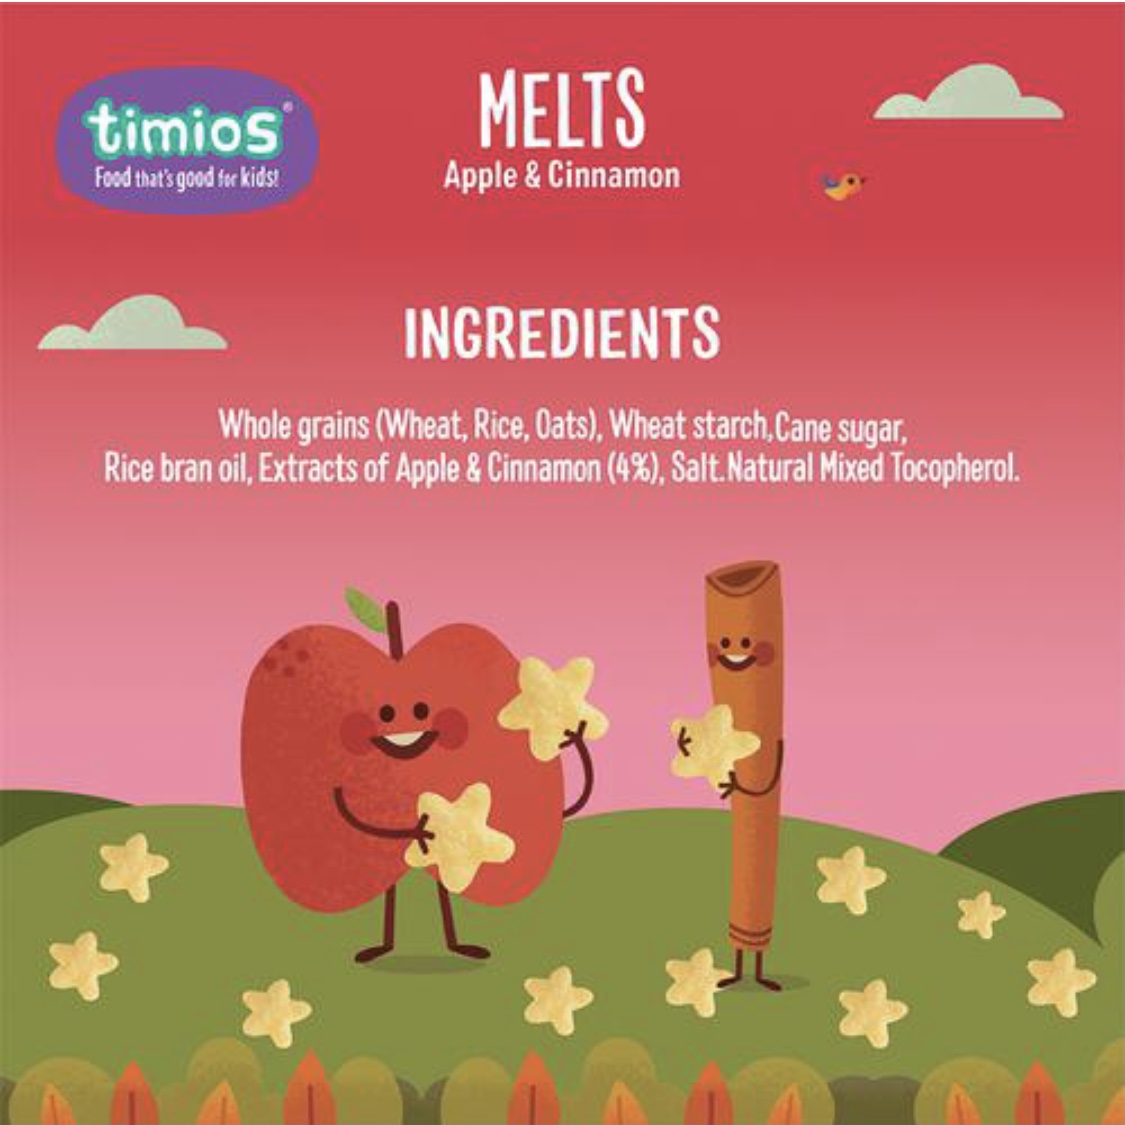 timios®
Food that's good for kids!
MELTS
Apple & Cinnamon
INGREDIENTS
Whole grains (Wheat, Rice, Oats), Wheat starch,Cane sugar,
Rice bran oil, Extracts of Apple & Cinnamon (4%), Salt.Natural Mixed Tocopherol.